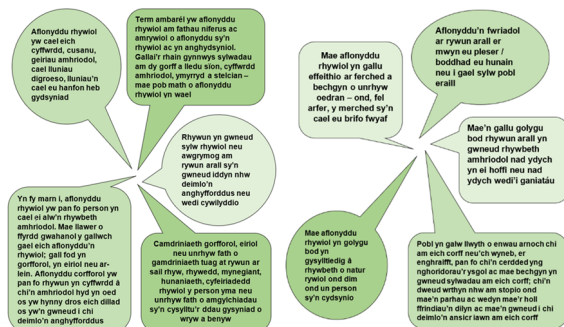 Aflonyddu rhywiol
yw cael eich
cyffwrdd, cusanu,
geiriau amhriodol,
cael lluniau
digroeso, lluniau'n
cael eu hanfon heb
gydsyniad
Term ambarél yw aflonyddu
rhywiol am fathau niferus ac
amrywiol o aflonyddu sy'n
rhywiol ac yn anghydsyniol.
Gallai'r rhain gynnwys sylwadau
am dy gorff a lledu sïon, cyffwrdd
amhriodol, ymyrryd a stelcian –
mae pob math o aflonyddu
rhywiol yn wael
Rhywun yn gwneud
sylw rhywiol neu
awgrymog am
rywun arall sy'n
gwneud iddyn nhw
deimlo'n
anghyfforddus neu
wedi cywilyddio
Yn fy marn i, aflonyddu
rhywiol yw pan fo person yn
cael ei alw'n rhywbeth
amhriodol. Mae llawer o
ffyrdd gwahanol y gallwch
gael eich aflonyddu'n
rhywiol; gall fod yn
gorfforol, yn eiriol neu ar-
lein. Aflonyddu corfforol yw
pan fo rhywun yn cyffwrdd â
chi'n amhriodol hyd yn oed
os yw hynny dros eich dillad
os yw'n gwneud i chi
deimlo'n anghyfforddus
Camdriniaeth gorfforol, eiriol
neu unrhyw fath o
gamdriniaeth tuag at rywun ar
sail rhyw, rhywedd, mynegiant,
hunaniaeth, cyfeiriadedd
rhywiol y person yma neu
unrhyw fath o amgylchiadau
sy'n cysylltu'r ddau gysyniad o
wryw a benyw
Mae aflonyddu
rhywiol yn gallu
effeithio ar ferched a
bechgyn o unrhyw
oedran – ond, fel
arfer, y merched sy'n
cael eu brifo fwyaf
Aflonyddu'n fwriadol
ar rywun arall er
mwyn eu pleser /
boddhad eu hunain
neu i gael sylw pobl
eraill
Mae'n gallu golygu
bod rhywun arall yn
gwneud rhywbeth
amhriodol nad ydych
yn ei hoffi neu nad
ydych wedi'i ganiatáu
Mae aflonyddu
rhywiol yn golygu
bod yn
gysylltiedig â
rhywbeth o natur
rywiol ond dim
ond un person
sy'n cydsynio
Pobl yn galw llwyth o enwau arnoch chi
am eich corff neu'ch wyneb, er
enghraifft, pan fo chi'n cerdded yng
nghoridorau'r ysgol ac mae bechgyn yn
gwneud sylwadau am eich corff; chi'n
dweud wrthyn nhw am stopio ond
mae'n parhau ac wedyn mae'r holl
ffrindiau'n dilyn ac mae'n gwneud i chi
deimlo'n ansicr iawn am eich corff